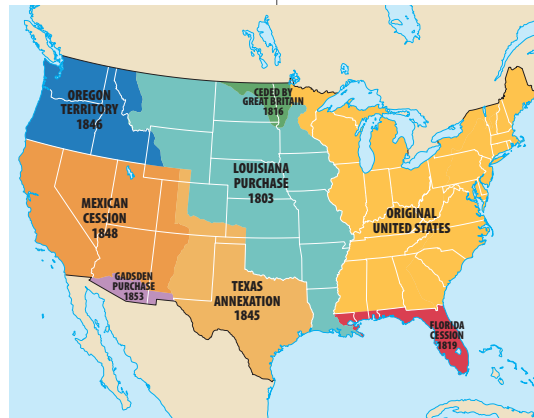 OREGON
TERRITORY
1846
CEDED BY
GREAT BRITAIN
1816
LOUISIANA
PURCHASE
1803
MEXICAN
CESSION
1848
ORIGINAL
UNITED STATES
GADSDEN
PURCHASE
1853
TEXAS
ANNEXATION
1845
FLORIDA
CESSION
1819